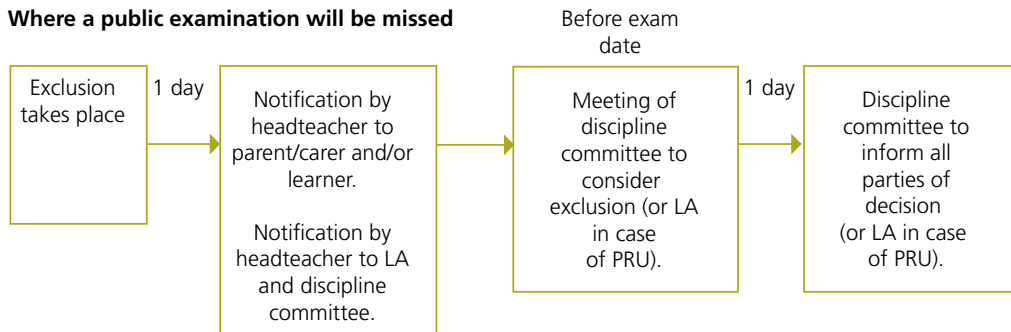 Where a public examination will be missed
Before exam
date
Exclusion
takes place
1 day
Notification by
headteacher to
parent/carer and/or
learner.
Notification by
headteacher to LA
and discipline
committee.
Meeting of
discipline
committee to
consider
exclusion (or LA
in case
of PRU).
1 day
Discipline
committee to
inform all
parties of
decision
(or LA in case
of PRU).